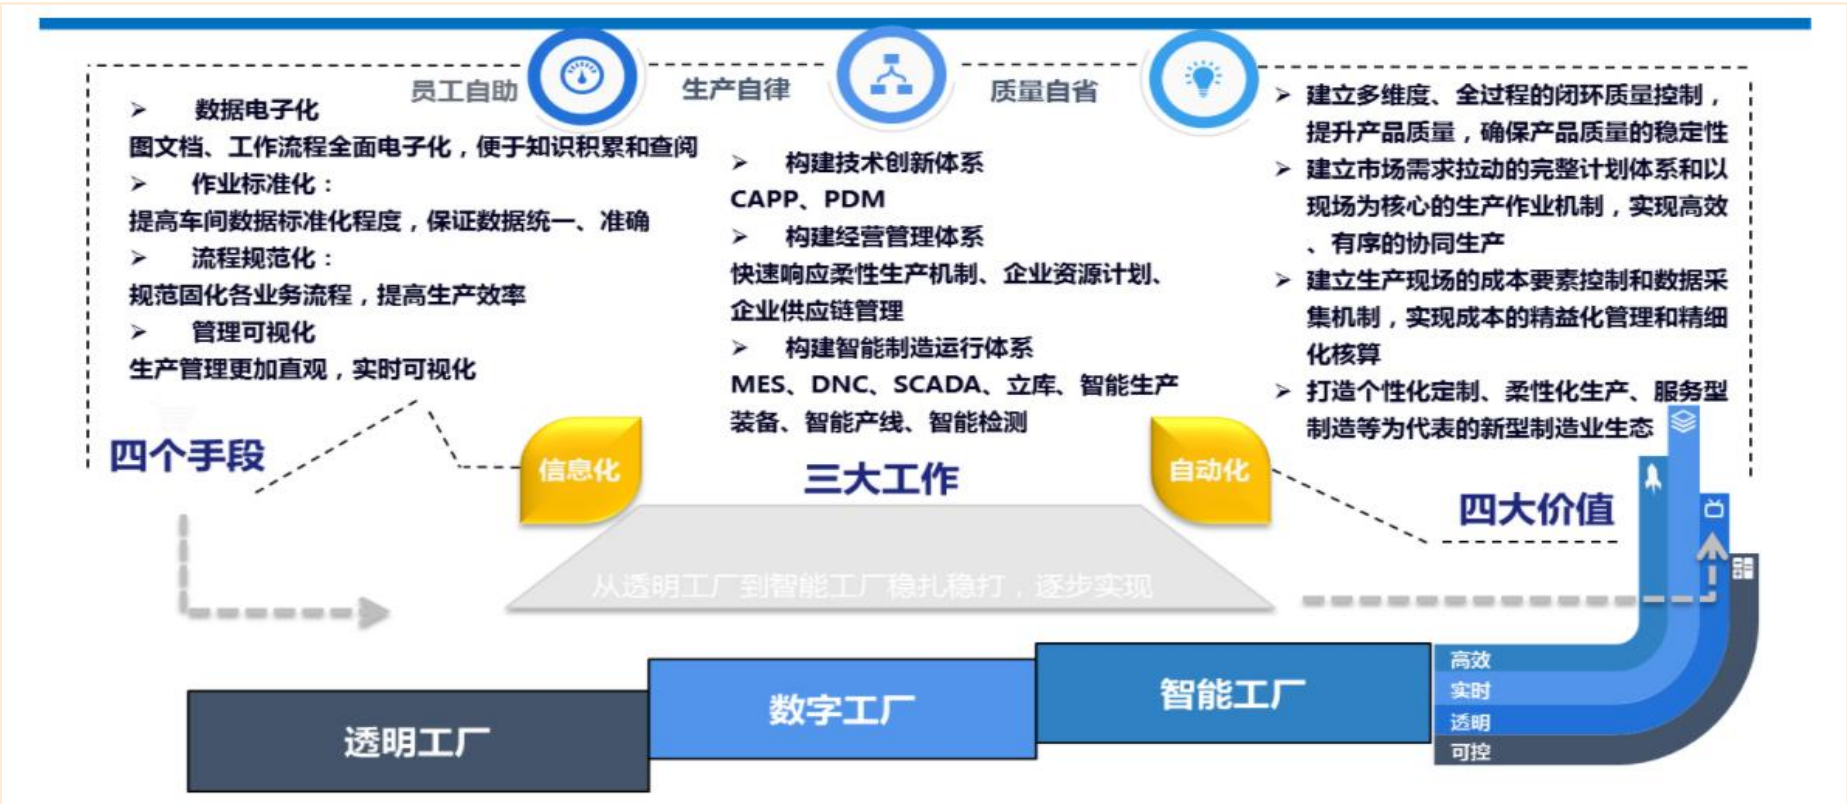 员工自助
生产自律
质量自省
➢ 数据电子化
图文档、工作流程全面电子化，便于知识积累和查阅
➢ 作业标准化：
提高车间数据标准化程度，保证数据统一、准确
➢ 流程规范化：
规范固化各业务流程，提高生产效率
➢ 管理可视化
生产管理更加直观，实时可视化
四个手段
➢ 构建技术创新体系
CAPP、PDM
➢ 构建经营管理体系
快速响应柔性生产机制、企业资源计划、
企业供应链管理
➢ 构建智能制造运行体系
MES、DNC、SCADA、立库、智能生产
装备、智能产线、智能检测
信息化
三大工作
自动化
➢ 建立多维度、全过程的闭环质量控制，
提升产品质量，确保产品质量的稳定性
➢ 建立市场需求拉动的完整计划体系和以
现场为核心的生产作业机制，实现高效
、有序的协同生产
➢ 建立生产现场的成本要素控制和数据采
集机制，实现成本的精益化管理和精细
化核算
➢ 打造个性化定制、柔性化生产、服务型
制造等为代表的新型制造业生态
四大价值
从透明工厂到智能工厂稳扎稳打，逐步实现
透明工厂
数字工厂
智能工厂
高效
实时
透明
可控